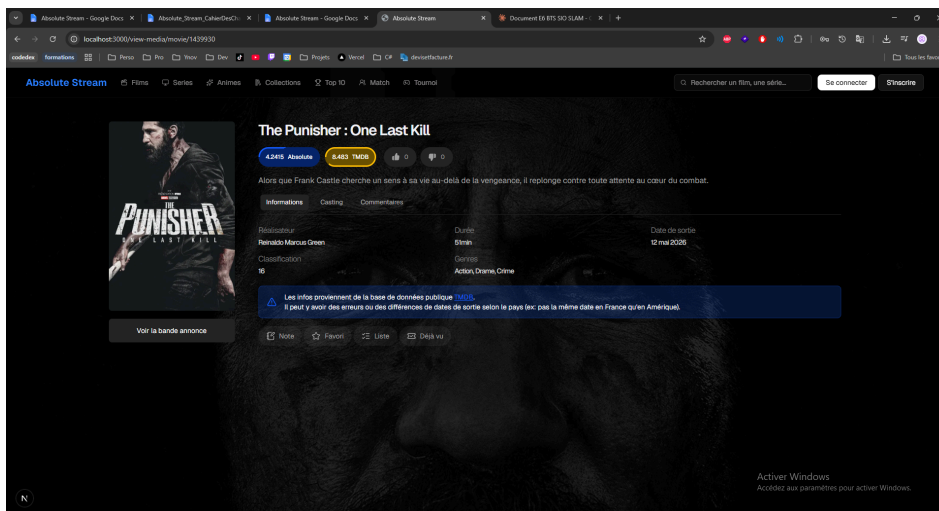 Absolute Stream - Google Docs
Absolute_Stream_CahierDesCh
Absolute Stream - Google Docs
Absolute Stream
Document E6 BTS SIO SLAM - C
localhost:3000/view-media/movie/1439930
codedex
formations
Perso
Pro
Ynov
Dev
Projets
Vercel
C#
devisetfacture.fr
Tous les favo
Absolute Stream
Films
Series
Animes
Collections
Top 10
Match
Tournoi
Rechercher un film, une série...
Se connecter
S'inscrire
THE
PUNISHER
ONE LAST KILL
Voir la bande annonce
The Punisher : One Last Kill
4.2415 Absolute
8.483 TMDB
0
0
Alors que Frank Castle cherche un sens à sa vie au-delà de la vengeance, il replonge contre toute attente au cœur du combat.
Informations
Casting
Commentaires
Réalisateur
Durée
Date de sortie
Reinaldo Marcus Green
51min
12 mai 2026
Classification
Genres
16
Action, Drame, Crime
Les infos proviennent de la base de données publique TMDB.
Il peut y avoir des erreurs ou des différences de dates de sortie selon le pays (ex: pas la même date en France qu'en Amérique).
Note
Favori
Liste
Déjà vu
Activer Windows
Accédez aux paramètres pour activer Windows.
N